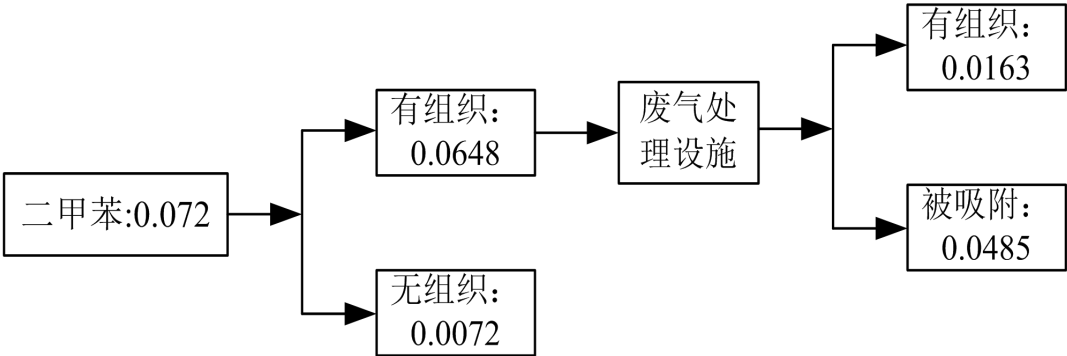 二甲苯:0.072
有组织：
0.0648
无组织：
0.0072
废气处
理设施
有组织：
0.0163
被吸附：
0.0485